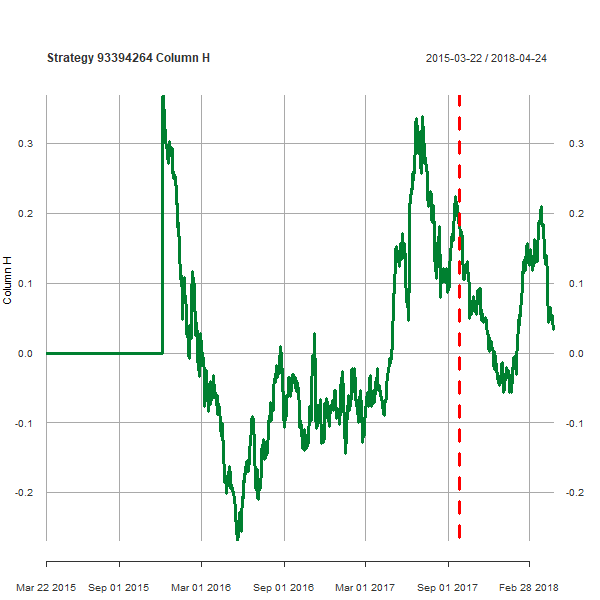 Strategy 93394264 Column H
2015-03-22 / 2018-04-24
0.3
0.3
0.2
0.2
0.1
0.1
0.0
0.0
-0.1
-0.1
-0.2
-0.2
Column H
Mar 22 2015
Sep 01 2015
Mar 01 2016
Sep 01 2016
Mar 01 2017
Sep 01 2017
Feb 28 2018